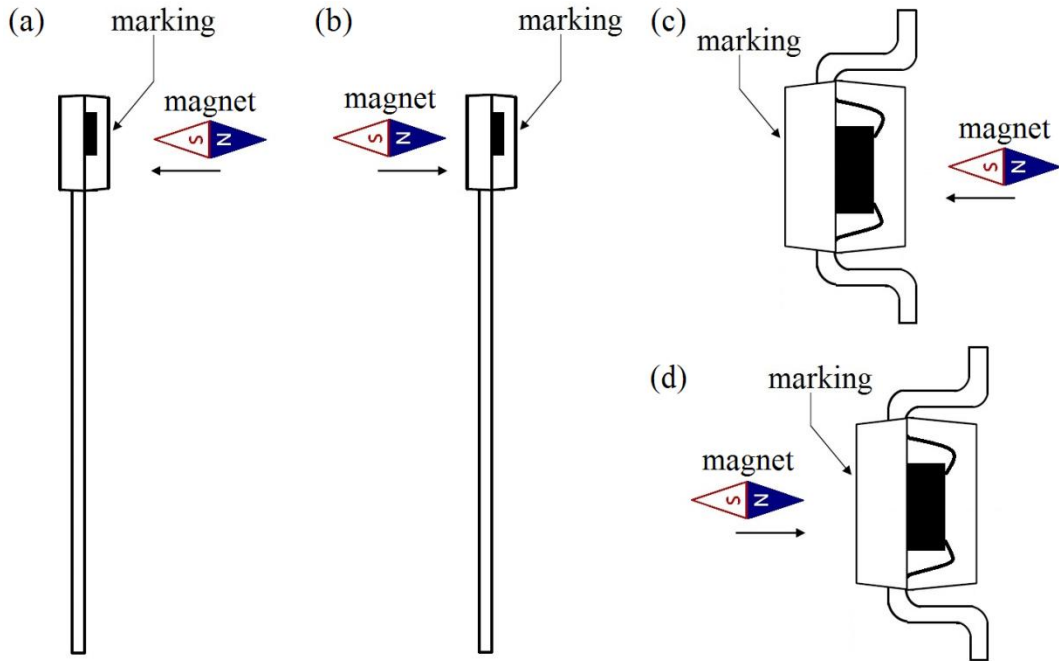 (a)
marking
magnet
S N
(b)
marking
magnet
S N
(c)
marking
magnet
S N
(d)
marking
magnet
S N